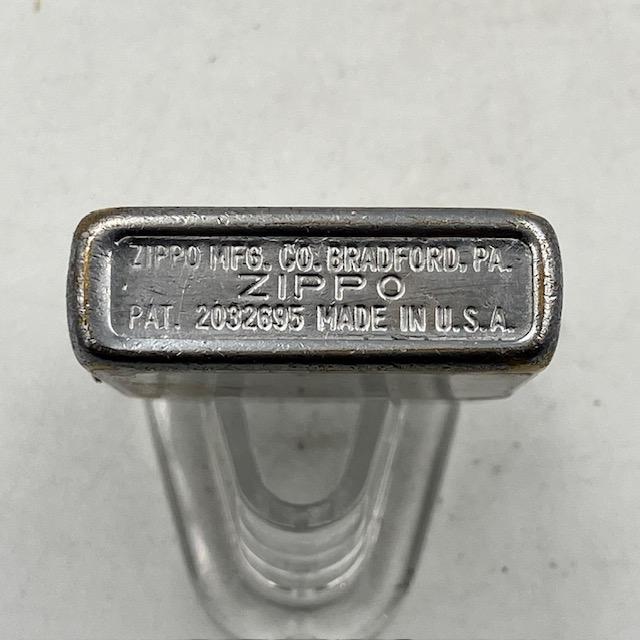 ZIPPO MFG. CO. BRADFORD, PA.
ZIPPO
PAT. 2032695 MADE IN U.S.A.